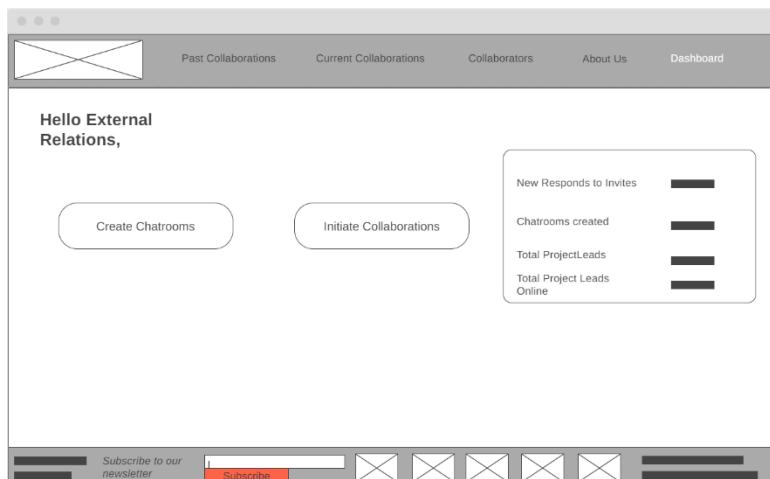 Past Collaborations
Current Collaborations
Collaborators
About Us
Dashboard
Hello External
Relations,
Create Chatrooms
Initiate Collaborations
New Responds to Invites
Chatrooms created
Total ProjectLeads
Total Project Leads
Online
Subscribe to our
newsletter
Subscribe